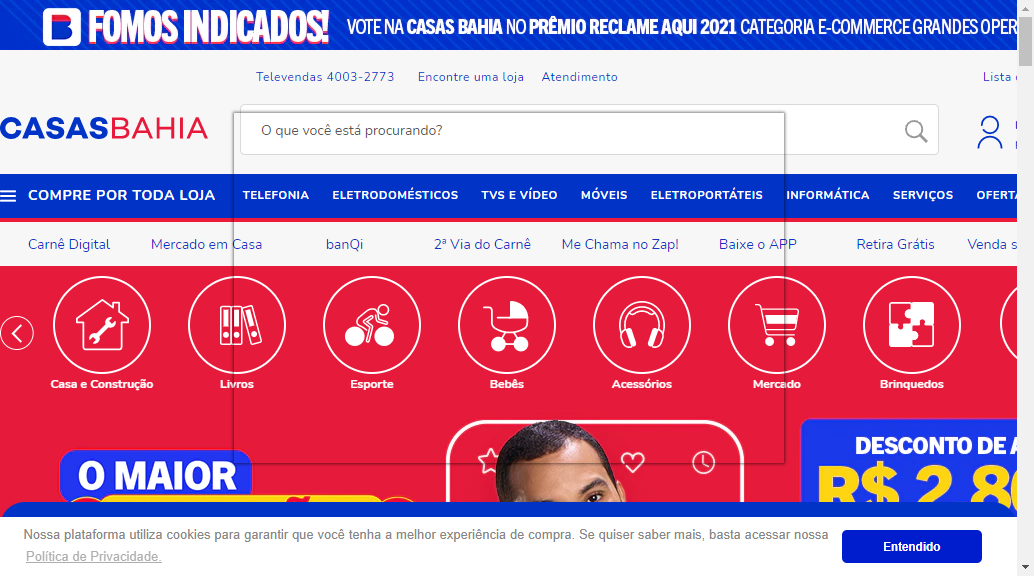 FOMOS INDICADOS! VOTE NA CASAS BAHIA NO PRÊMIO RECLAME AQUI 2021 CATEGORIA E-COMMERCE GRANDES OPER
Televendas 4003-2773 Encontre uma loja Atendimento Lista
CASASBAHIA
O que você está procurando?
COMPRE POR TODA LOJA TELEFONIA ELETRODOMÉSTICOS TVS E VÍDEO MÓVEIS ELETROPORTÁTEIS INFORMÁTICA SERVIÇOS OFERTA
Carnê Digital Mercado em Casa banQi 2ª Via do Carnê Me Chama no Zap! Baixe o APP Retira Grátis Venda s
Casa e Construção Livros Esporte Bebês Acessórios Mercado Brinquedos
O MAIOR
DESCONTO DE A
R$ 2.80
Nossa plataforma utiliza cookies para garantir que você tenha a melhor experiência de compra. Se quiser saber mais, basta acessar nossa
Política de Privacidade.
Entendido